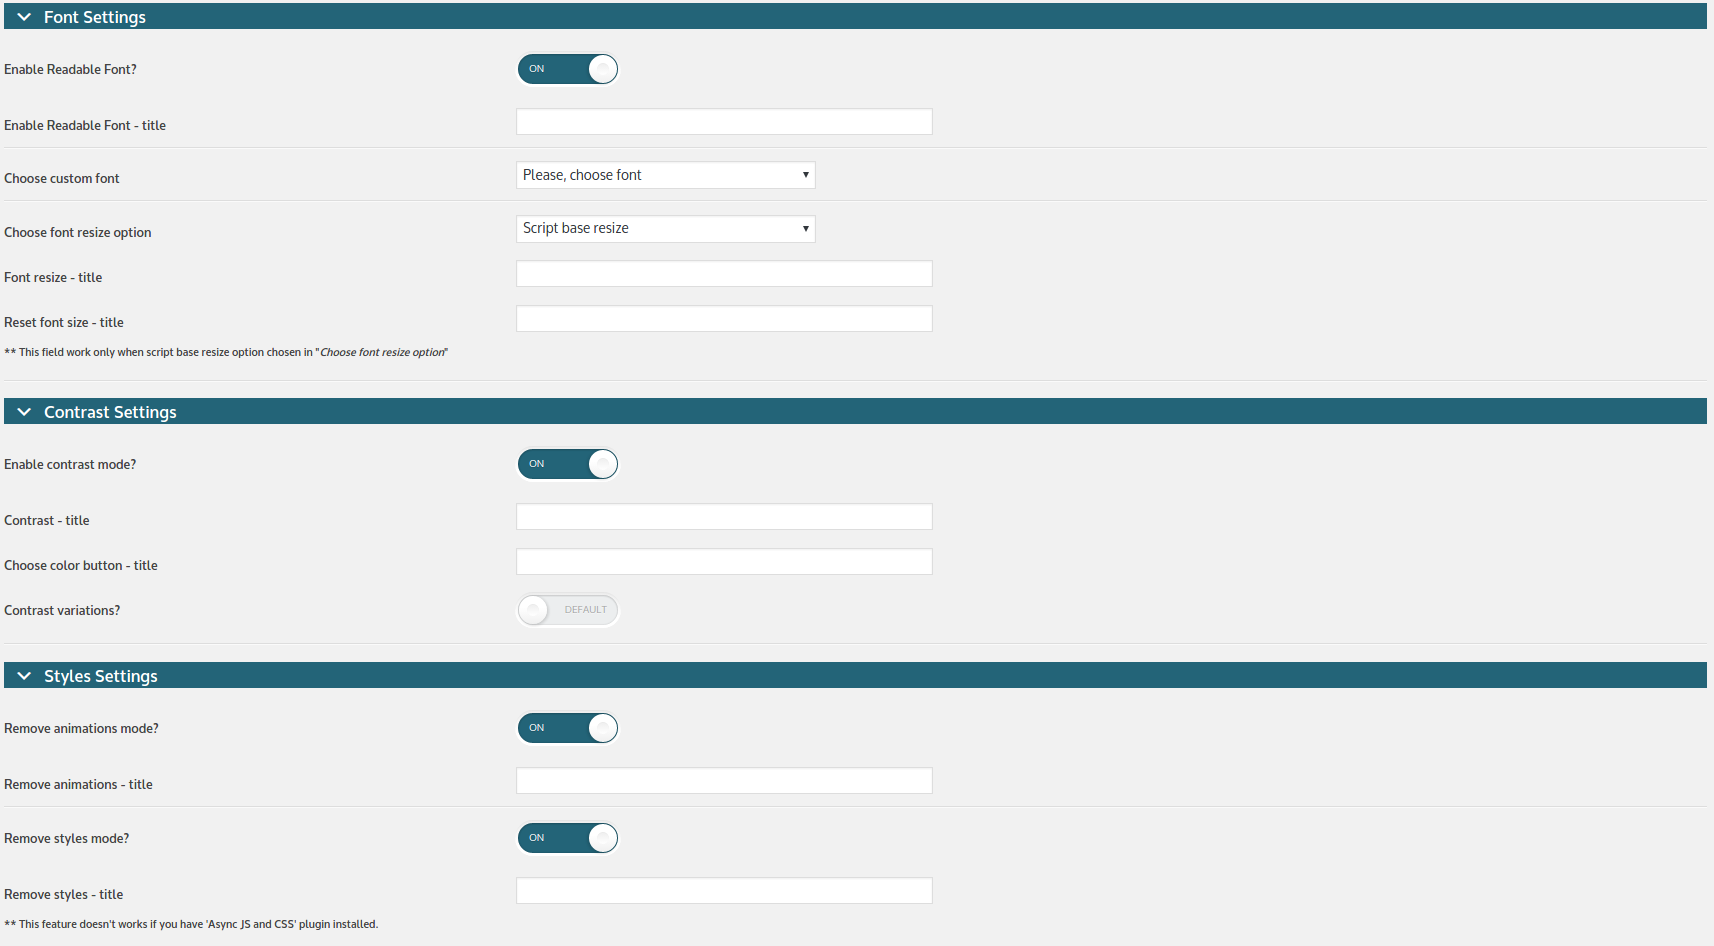 Font Settings
Enable Readable Font? ON
Enable Readable Font - title
Choose custom font Please, choose font
Choose font resize option Script base resize
Font resize - title
Reset font size - title
** This field work only when script base resize option chosen in "Choose font resize option"
Contrast Settings
Enable contrast mode? ON
Contrast - title
Choose color button - title
Contrast variations? DEFAULT
Styles Settings
Remove animations mode? ON
Remove animations - title
Remove styles mode? ON
Remove styles - title
** This feature doesn't works if you have 'Async JS and CSS' plugin installed.